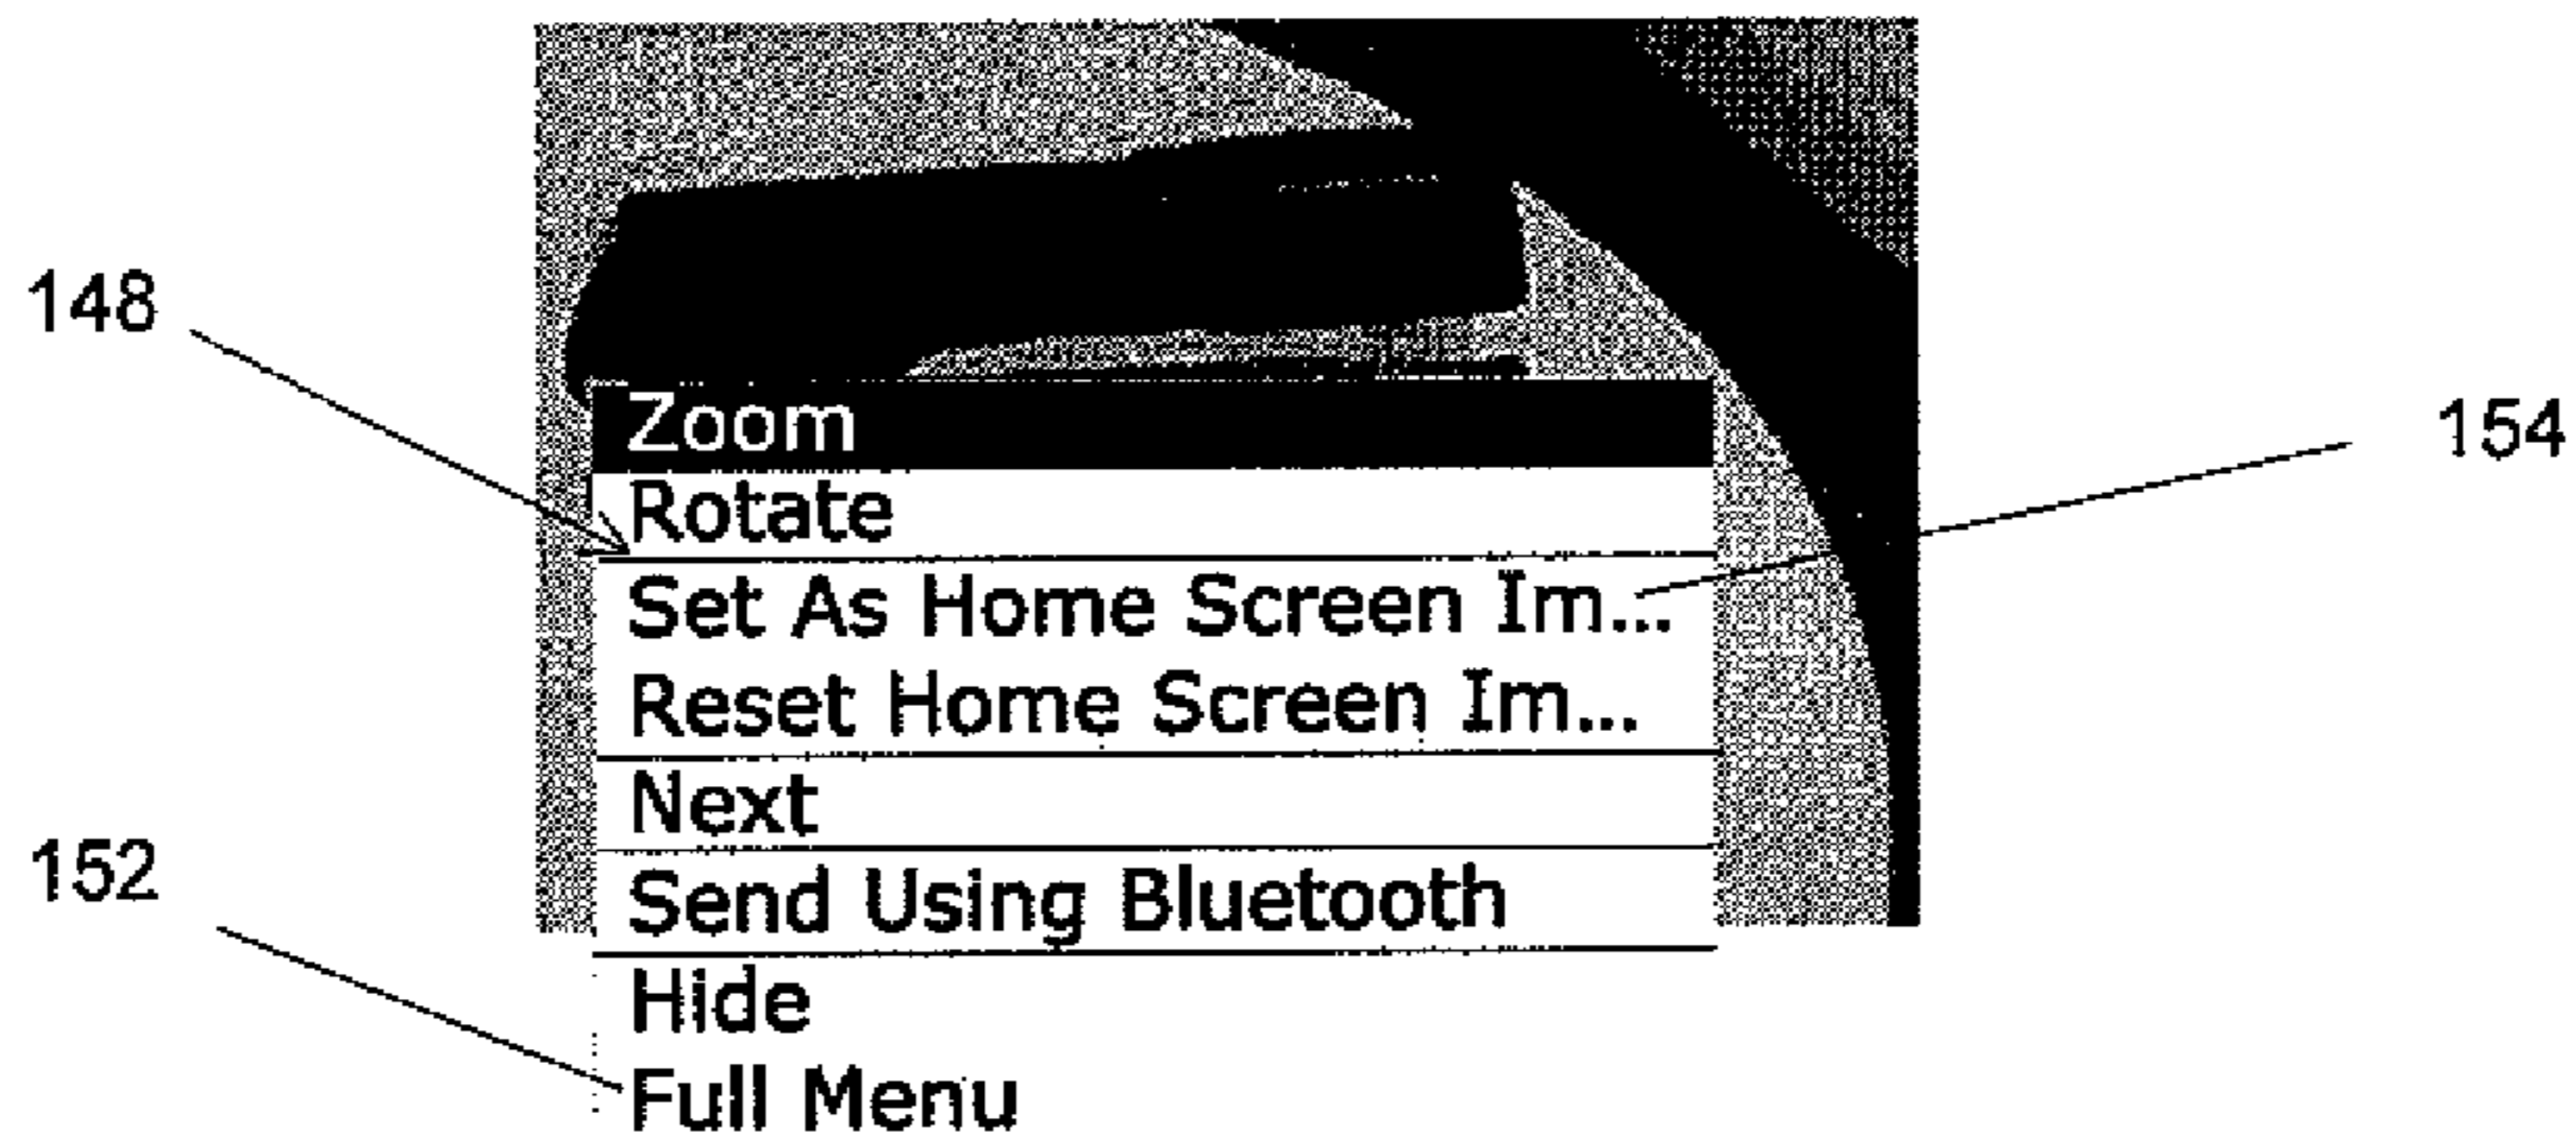 148
154
Zoom
Rotate
Set As Home Screen Im...
Reset Home Screen Im...
Next
152
Send Using Bluetooth
Hide
Full Menu